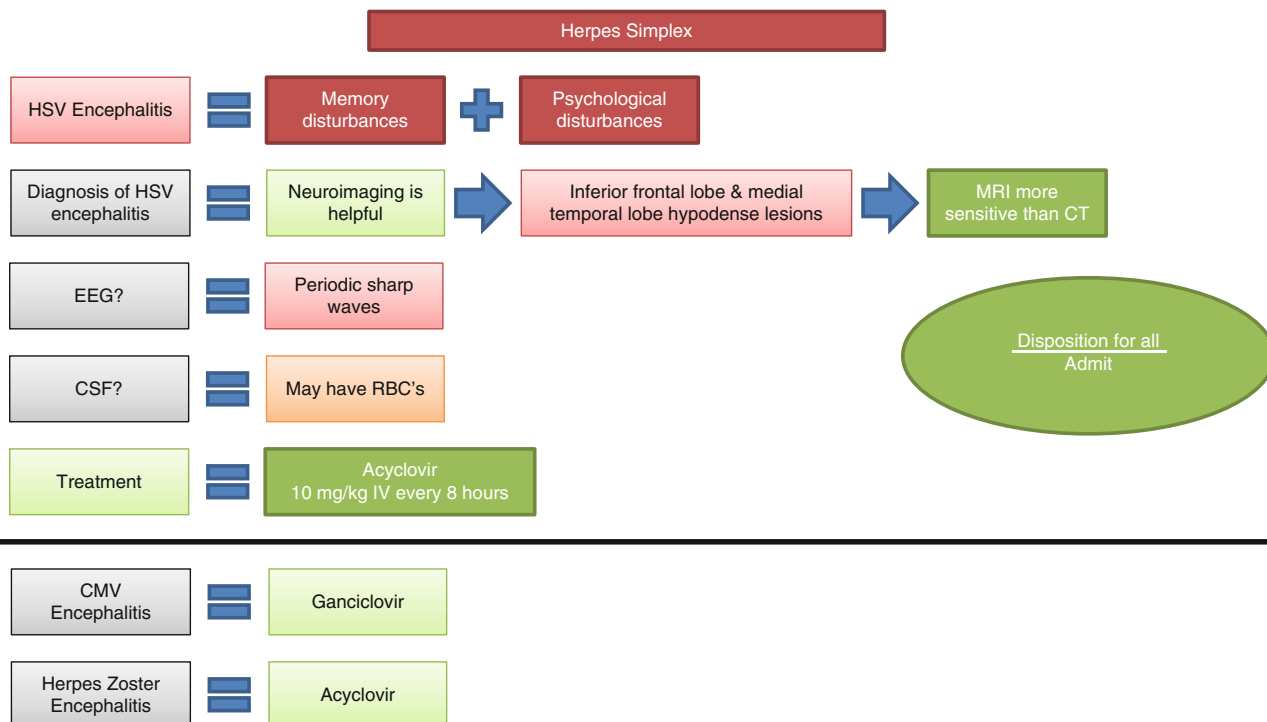 Herpes Simplex
HSV Encephalitis
Memory
disturbances
Psychological
disturbances
Diagnosis of HSV
encephalitis
Neuroimaging is
helpful
Inferior frontal lobe & medial
temporal lobe hypodense lesions
MRI more
sensitive than CT
EEG?
Periodic sharp
waves
Disposition for all
Admit
CSF?
May have RBC's
Treatment
Acyclovir
10 mg/kg IV every 8 hours
CMV
Encephalitis
Ganciclovir
Herpes Zoster
Encephalitis
Acyclovir